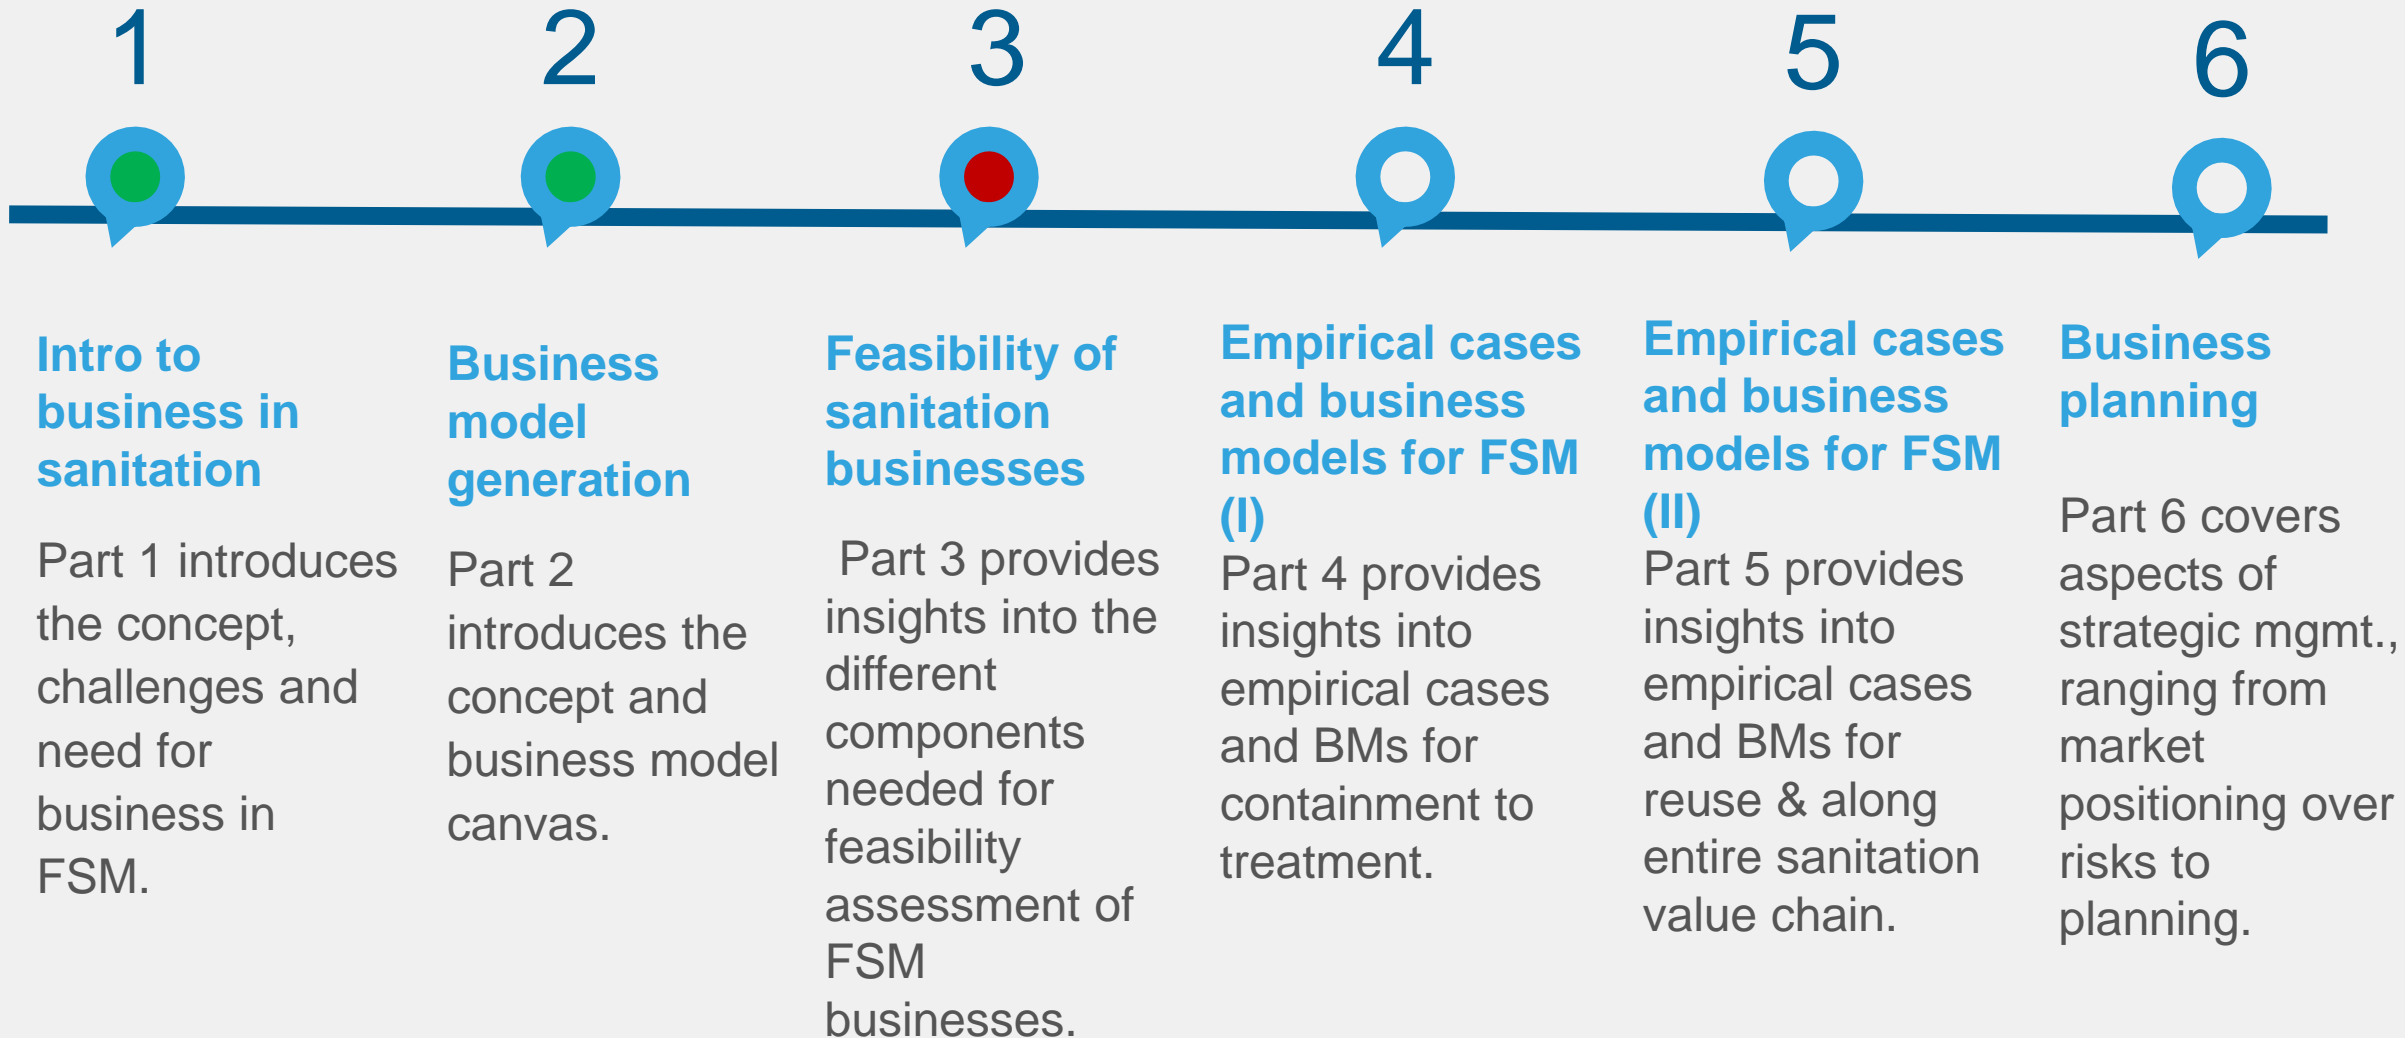 1
2
3
4
5
6
Intro to
business in
sanitation
Part 1 introduces
the concept,
challenges and
need for
business in
FSM.
Business
model
generation
Part 2
introduces the
concept and
business model
canvas.
Feasibility of
sanitation
businesses
Part 3 provides
insights into the
different
components
needed for
feasibility
assessment of
FSM
businesses.
Empirical cases
and business
models for FSM
(I)
Part 4 provides
insights into
empirical cases
and BMs for
containment to
treatment.
Empirical cases
and business
models for FSM
(II)
Part 5 provides
insights into
empirical cases
and BMs for
reuse & along
entire sanitation
value chain.
Business
planning
Part 6 covers
aspects of
strategic mgmt.,
ranging from
market
positioning over
risks to
planning.